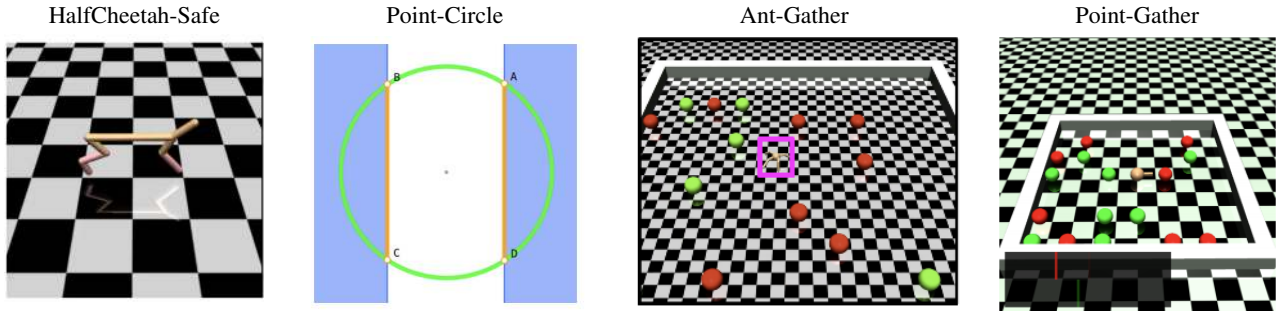 HalfCheetah-Safe Point-Circle Ant-Gather Point-Gather
B A
C D